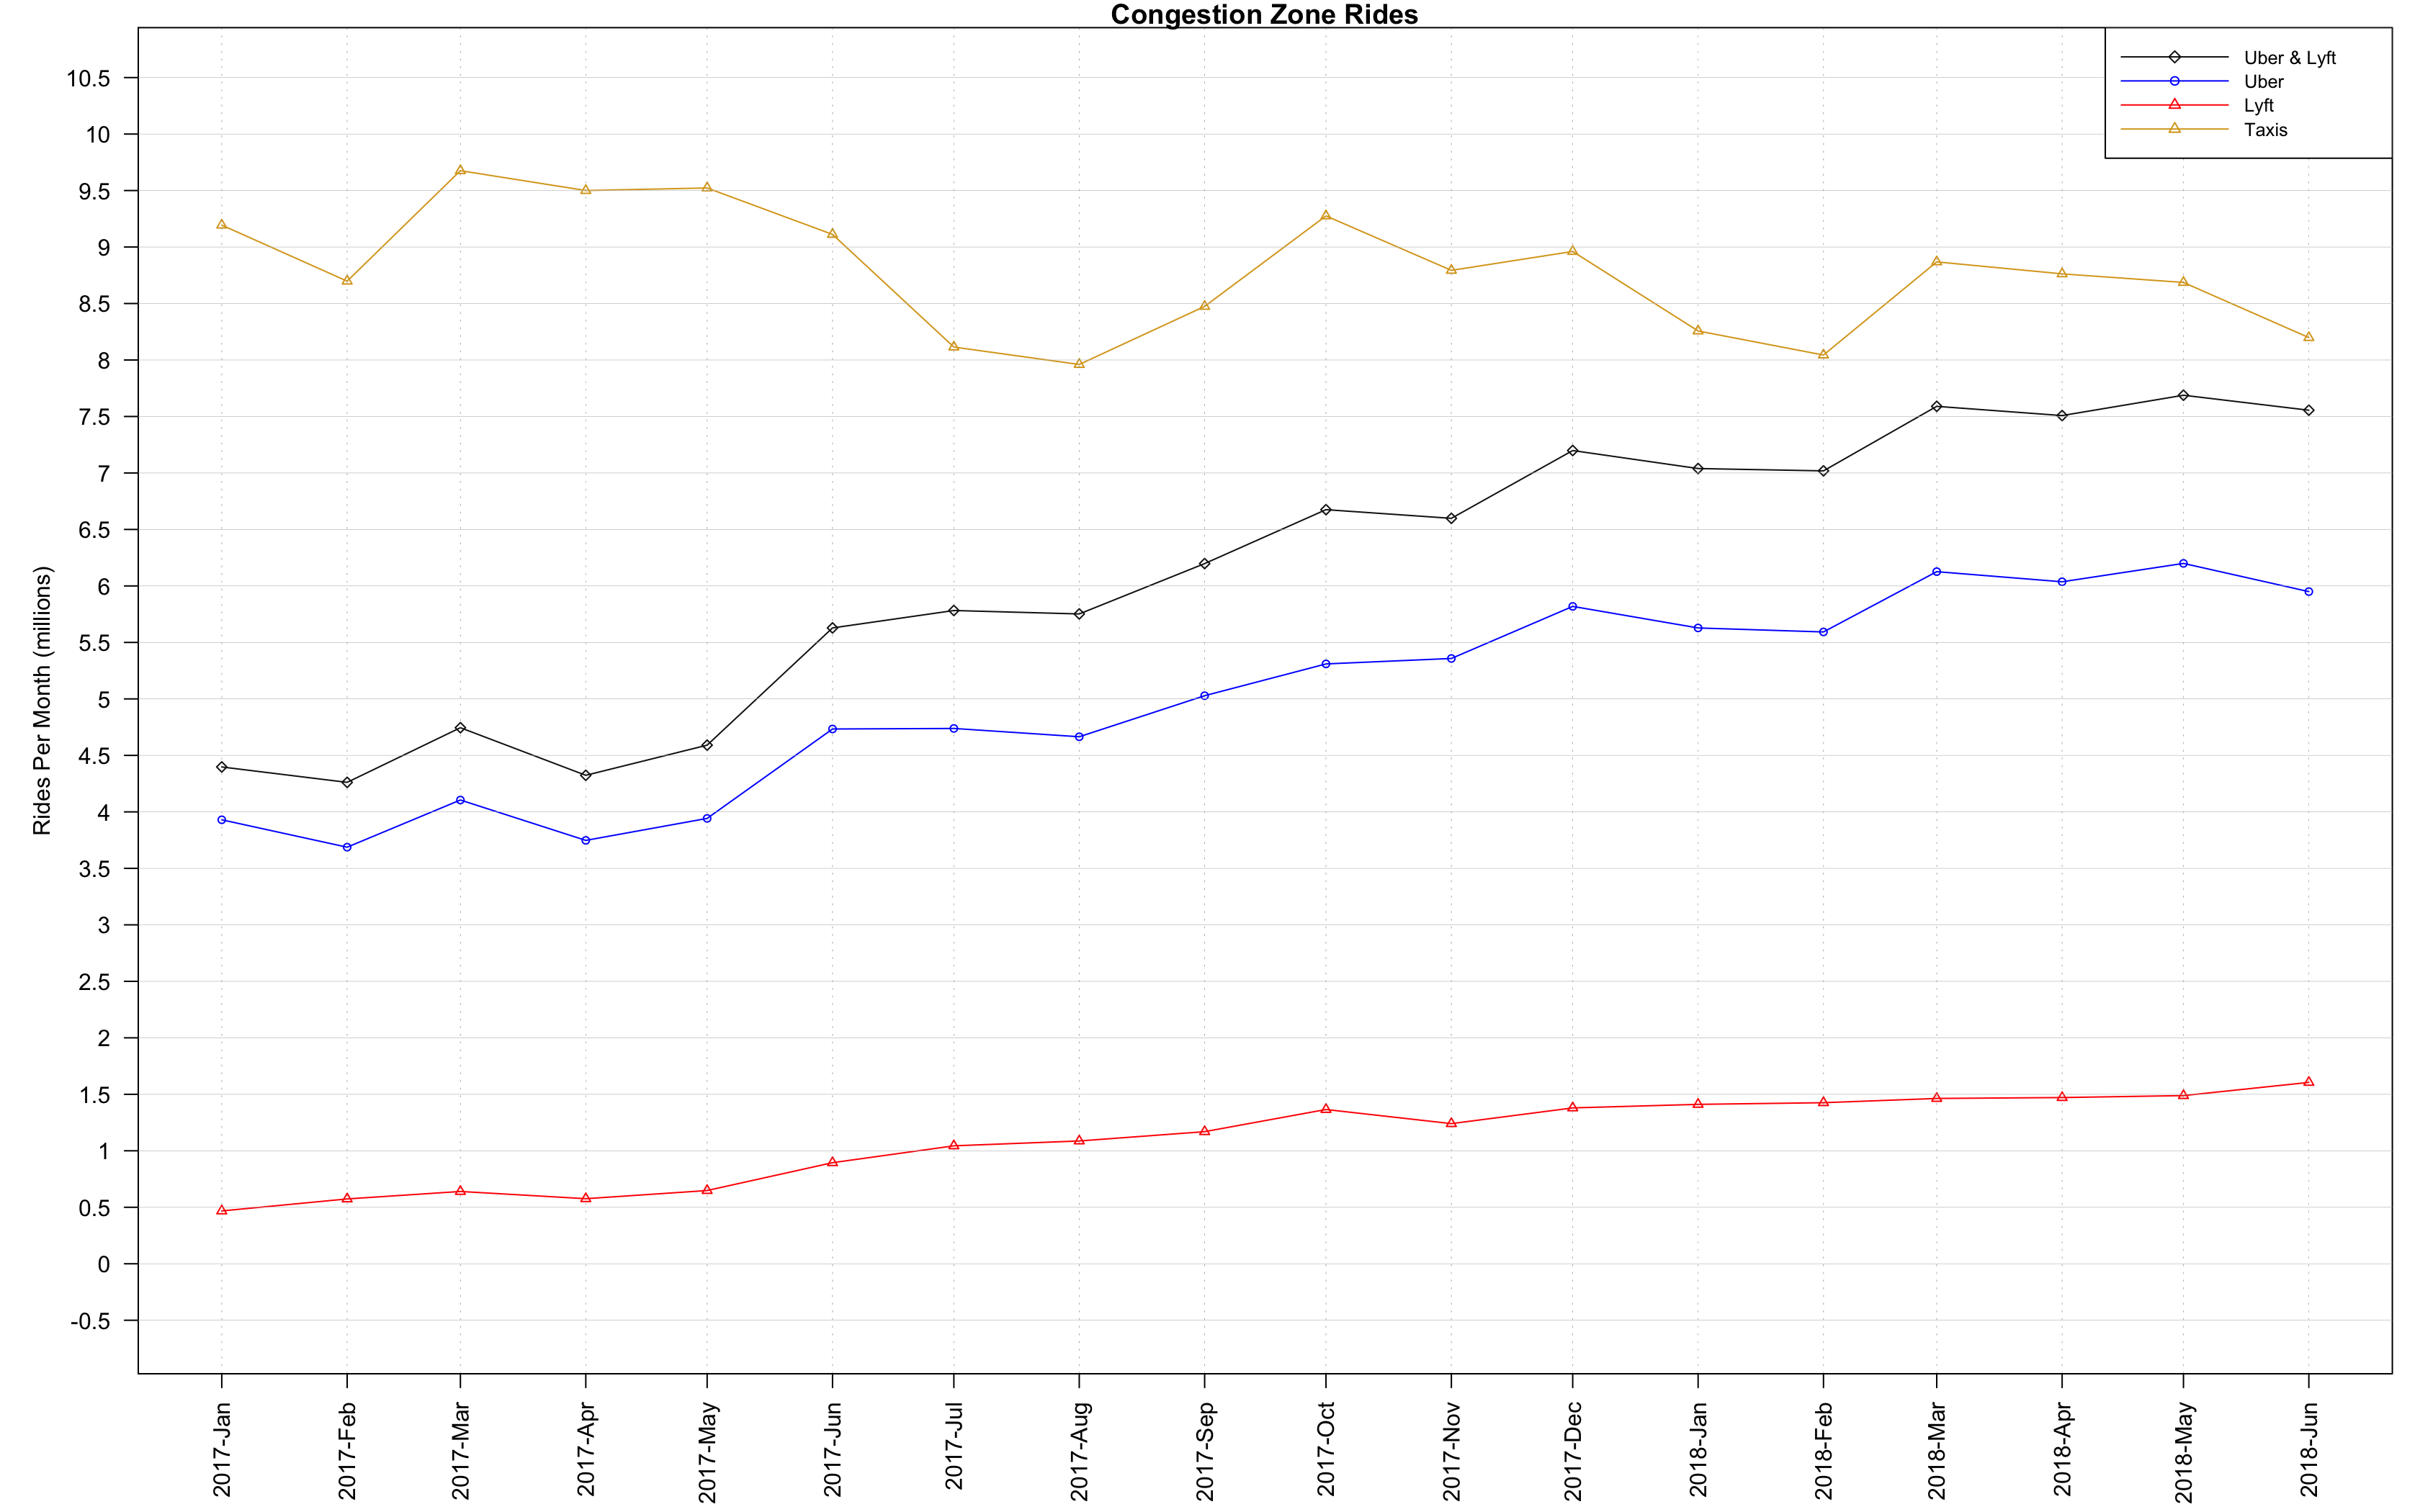 Congestion Zone Rides
Uber & Lyft
Uber
Lyft
Taxis
Rides Per Month (millions)
10.5
10
9.5
9
8.5
8
7.5
7
6.5
6
5.5
5
4.5
4
3.5
3
2.5
2
1.5
1
0.5
0
-0.5
2017-Jan
2017-Feb
2017-Mar
2017-Apr
2017-May
2017-Jun
2017-Jul
2017-Aug
2017-Sep
2017-Oct
2017-Nov
2017-Dec
2018-Jan
2018-Feb
2018-Mar
2018-Apr
2018-May
2018-Jun